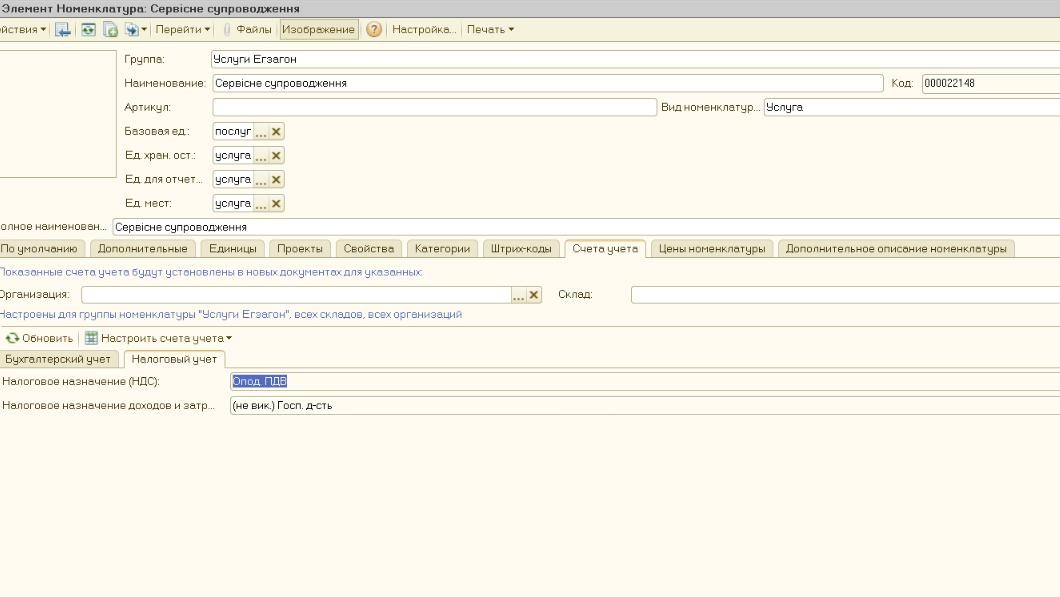 Элемент Номенклатура: Сервісне супроводження
йствия Перейти Файлы Изображение Настройка... Печать
Группа: Услуги Егзагон
Наименование: Сервісне супроводження Код: 000022148
Артикул: Вид номенклатур... Услуга
Базовая ед.: послуг ...
Ед. хран. ост.: услуга ...
Ед. для отчет... услуга ...
Ед. мест: услуга ...
олное наименован... Сервісне супроводження
По умолчанию Дополнительные Единицы Проекты Свойства Категории Штрих-коды Счета учета Цены номенклатуры Дополнительное описание номенклатуры
Показанные счета учета будут установлены в новых документах для указанных:
Организация: ... Склад:
Настроены для группы номенклатуры "Услуги Егзагон", всех складов, всех организаций
Обновить Настроить счета учета
Бухгалтерский учет Налоговый учет
Налоговое назначение (НДС): Опод. ПДВ
Налоговое назначение доходов и затр... (не вик.) Госп. д-сть